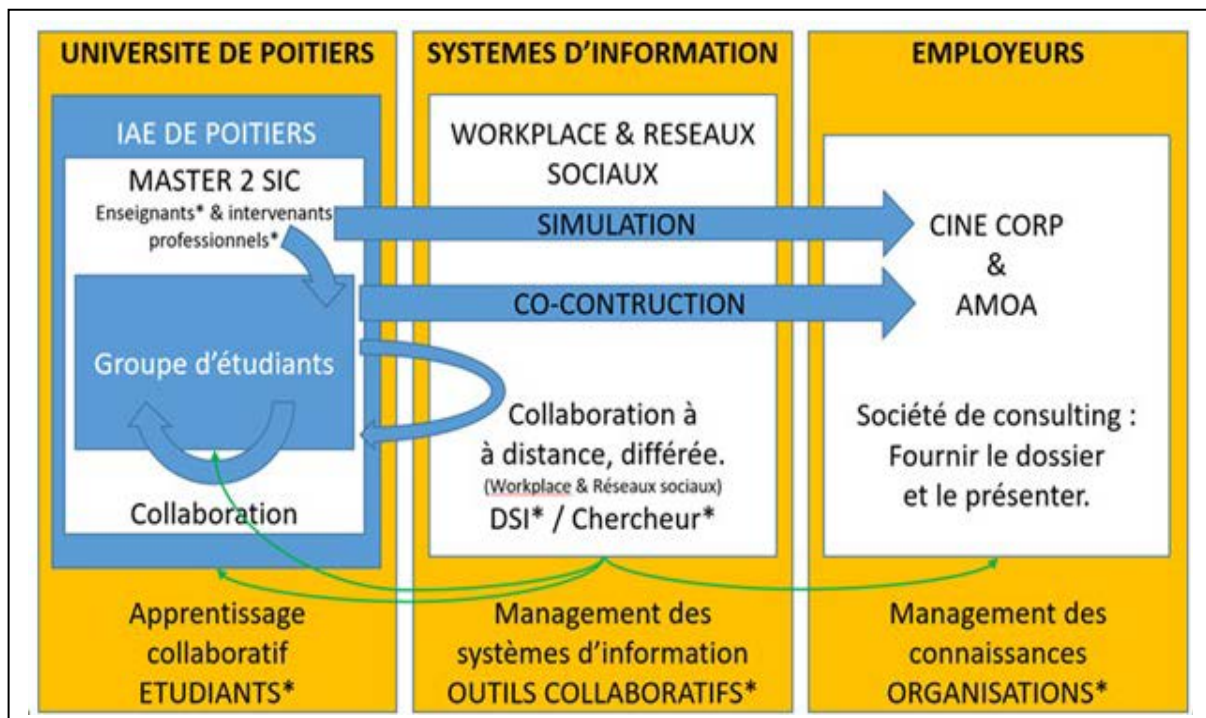 UNIVERSITE DE POITIERS
IAE DE POITIERS
MASTER 2 SIC
Enseignants* & intervenants
professionnels*
Groupe d'étudiants
Collaboration
Apprentissage
collaboratif
ETUDIANTS*
SYSTEMES D'INFORMATION
WORKPLACE & RESEAUX
SOCIAUX
SIMULATION
CO-CONTRUCTION
Collaboration à
à distance, différée.
(Workplace & Réseaux sociaux)
DSI* / Chercheur*
Management des
systèmes d'information
OUTILS COLLABORATIFS*
EMPLOYEURS
CINE CORP
&
AMOA
Société de consulting :
Fournir le dossier
et le présenter.
Management des
connaissances
ORGANISATIONS*